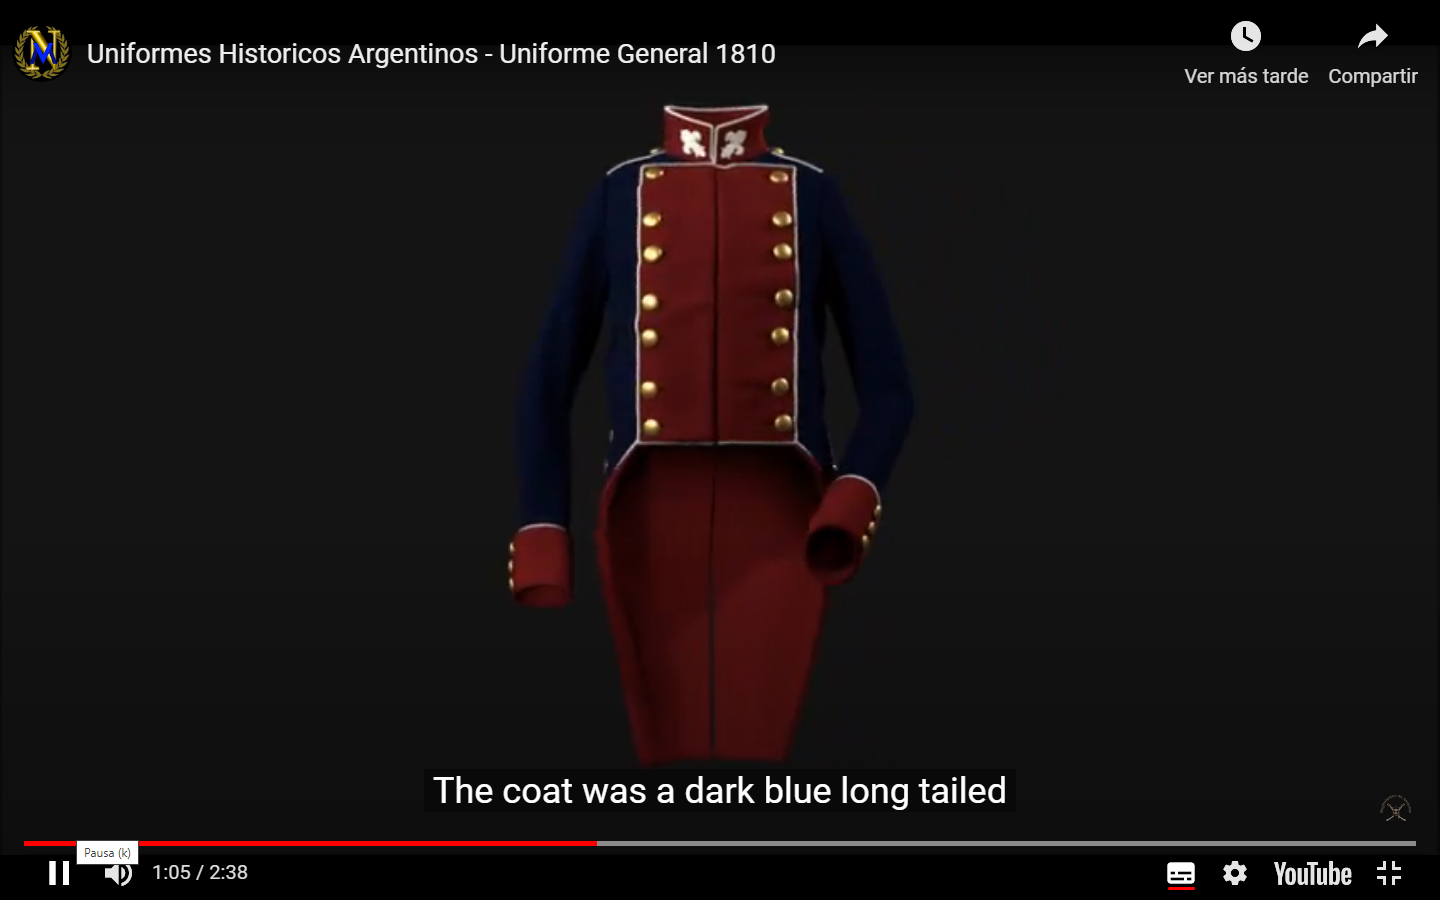 Uniformes Historicos Argentinos - Uniforme General 1810
Ver más tarde
Compartir
The coat was a dark blue long tailed
Pausa (k)
1:05 / 2:38
YouTube